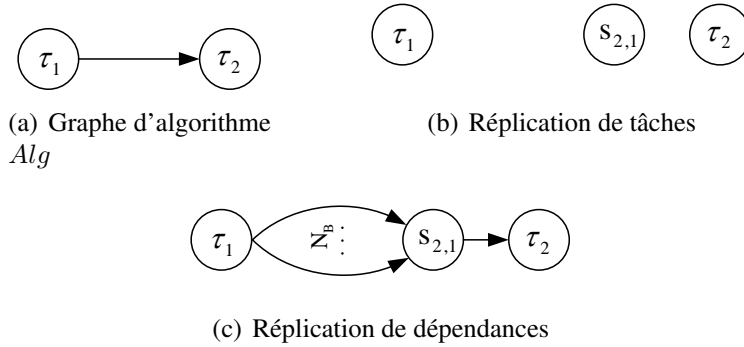 τ1 τ2
τ1 s2,1 τ2
(a) Graphe d'algorithme
Alg
(b) Réplication de tâches
τ1 NB ... s2,1 τ2
(c) Réplication de dépendances